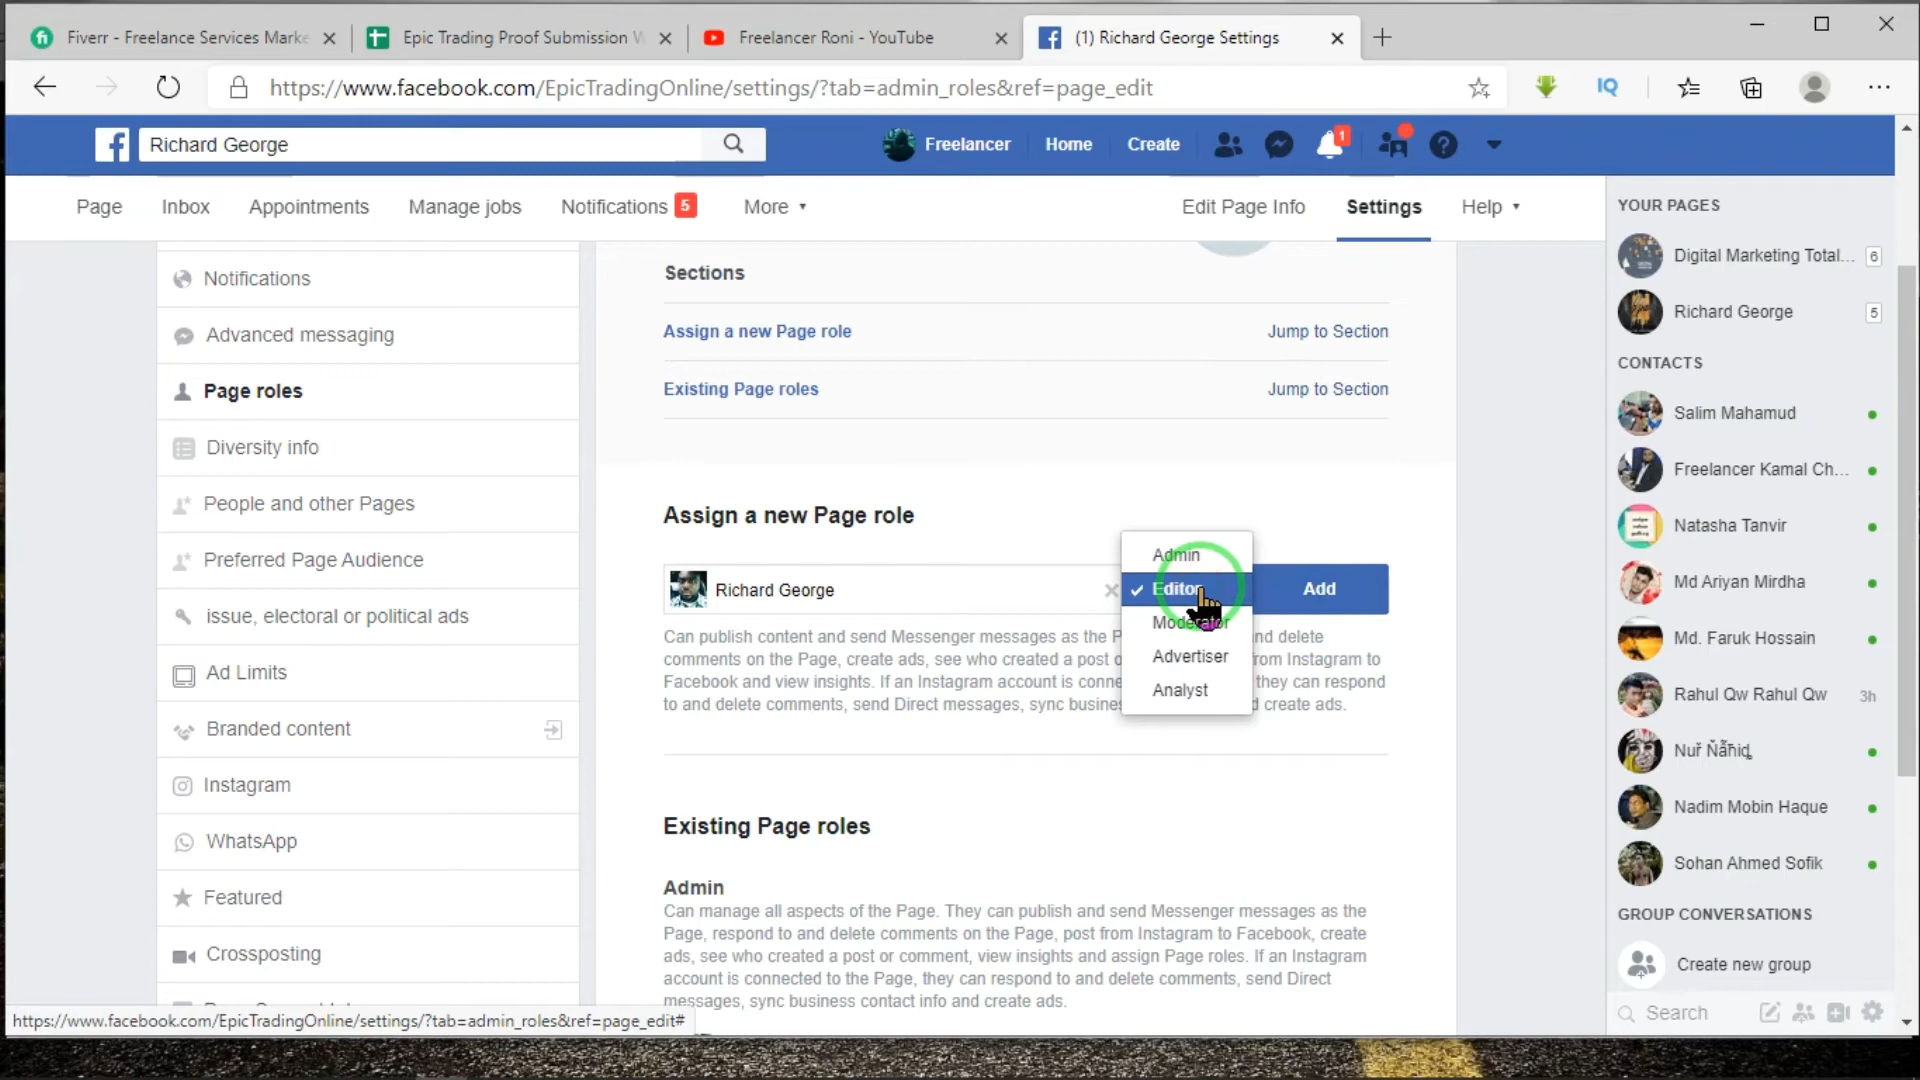 Fiverr - Freelance Services Marke
Epic Trading Proof Submission W
Freelancer Roni - YouTube
(1) Richard George Settings
https://www.facebook.com/EpicTradingOnline/settings/?tab=admin_roles&ref=page_edit
IQ
Richard George
Freelancer
Home
Create
1
Page
Inbox
Appointments
Manage jobs
Notifications 5
More
Edit Page Info
Settings
Help
Notifications
Advanced messaging
Page roles
Diversity info
People and other Pages
Preferred Page Audience
issue, electoral or political ads
Ad Limits
Branded content
Instagram
WhatsApp
Featured
Crossposting
https://www.facebook.com/EpicTradingOnline/settings/?tab=admin_roles&ref=page_edit#
Sections
Assign a new Page role
Jump to Section
Existing Page roles
Jump to Section
Assign a new Page role
Richard George
Admin
Editor
Moderator
Advertiser
Analyst
Add
Can publish content and send Messenger messages as the P nd delete
comments on the Page, create ads, see who created a post o rom Instagram to
Facebook and view insights. If an Instagram account is conne they can respond
to and delete comments, send Direct messages, sync busines d create ads.
Existing Page roles
Admin
Can manage all aspects of the Page. They can publish and send Messenger messages as the
Page, respond to and delete comments on the Page, post from Instagram to Facebook, create
ads, see who created a post or comment, view insights and assign Page roles. If an Instagram
account is connected to the Page, they can respond to and delete comments, send Direct
messages, sync business contact info and create ads.
YOUR PAGES
Digital Marketing Total... 6
Richard George 5
CONTACTS
Salim Mahamud
Freelancer Kamal Ch...
Natasha Tanvir
Md Ariyan Mirdha
Md. Faruk Hossain
Rahul Qw Rahul Qw 3h
Nadim Mobin Haque
Sohan Ahmed Sofik
GROUP CONVERSATIONS
Create new group
Search